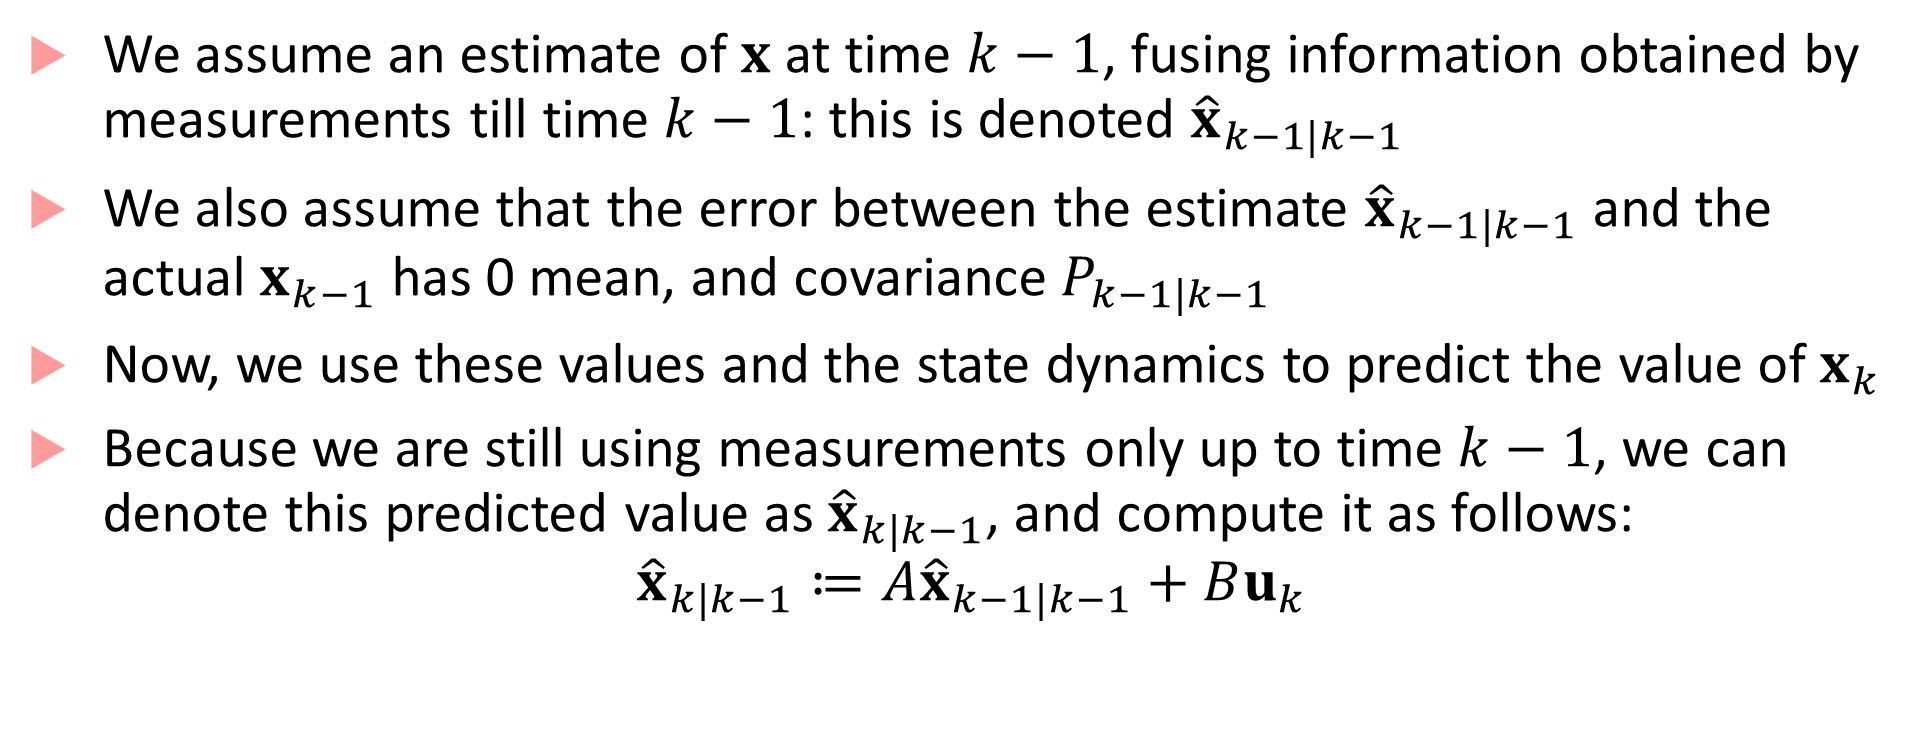 We assume an estimate of 𝐱 at time 𝑘 − 1, fusing information obtained by
measurements till time 𝑘 − 1: this is denoted 𝐱̂_{𝑘−1|𝑘−1}
We also assume that the error between the estimate 𝐱̂_{𝑘−1|𝑘−1} and the
actual 𝐱_{𝑘−1} has 0 mean, and covariance 𝑃_{𝑘−1|𝑘−1}
Now, we use these values and the state dynamics to predict the value of 𝐱_𝑘
Because we are still using measurements only up to time 𝑘 − 1, we can
denote this predicted value as 𝐱̂_{𝑘|𝑘−1}, and compute it as follows:
𝐱̂_{𝑘|𝑘−1} ≔ 𝐴𝐱̂_{𝑘−1|𝑘−1} + 𝐵𝐮_𝑘